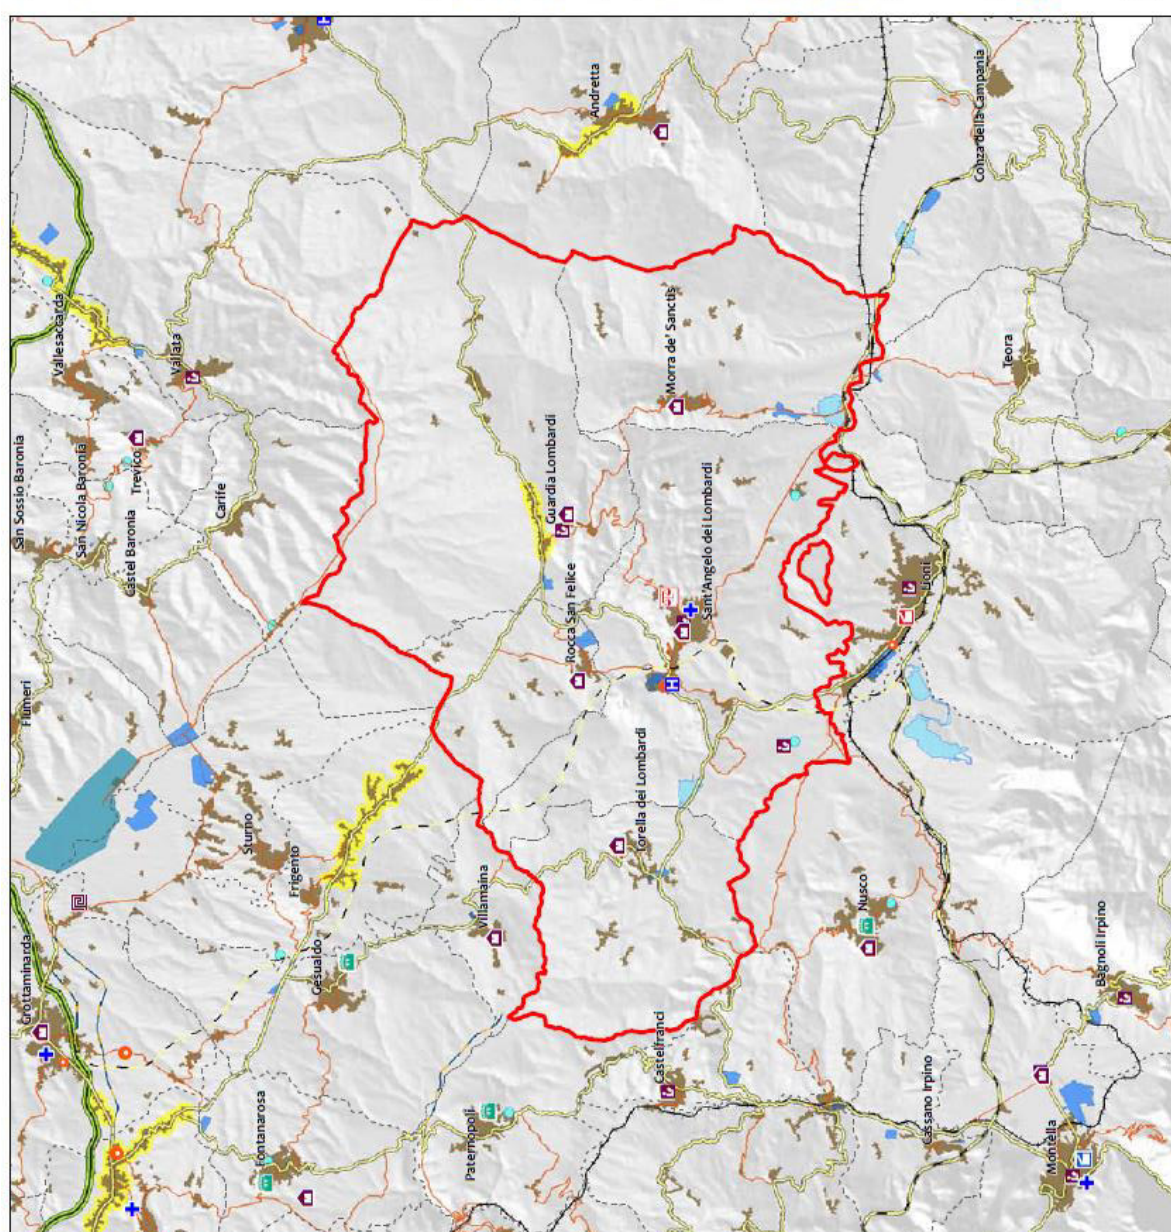 San Sossio Baronia
San Nicola Baronia
Castel Baronia
Trevico
Vallesaccarda
Vallata
Carife
Flumeri
Sturno
Frigento
Grottaminarda
Gesualdo
Villamaina
Fontanarosa
Paternopoli
Castelfranci
Torella dei Lombardi
Rocca San Felice
Guardia Lombardi
Sant'Angelo dei Lombardi
Morra de' Sanctis
Andretta
Conza della Campania
Teora
Lioni
Nusco
Bagnoli Irpino
Cassano Irpino
Montella
H
H